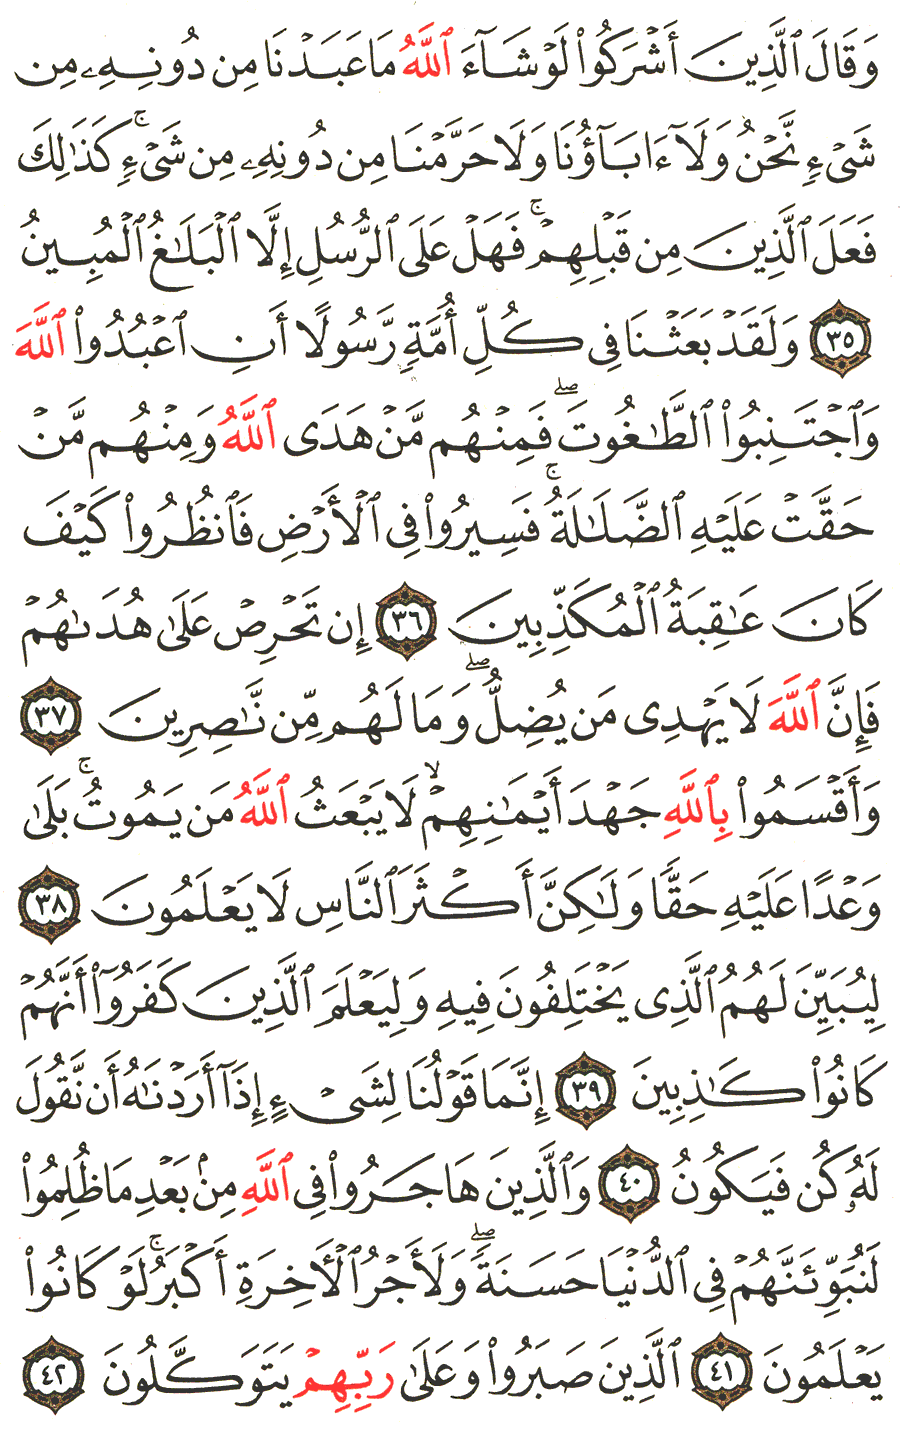 وَقَالَ ٱلَّذِينَ أَشْرَكُوا۟ لَوْ شَآءَ ٱللَّهُ مَا عَبَدْنَا مِن دُونِهِۦ مِن
شَىْءٍ نَّحْنُ وَلَآ ءَابَآؤُنَا وَلَا حَرَّمْنَا مِن دُونِهِۦ مِن شَىْءٍ ۚ كَذَٰلِكَ
فَعَلَ ٱلَّذِينَ مِن قَبْلِهِمْ ۚ فَهَلْ عَلَى ٱلرُّسُلِ إِلَّا ٱلْبَلَـٰغُ ٱلْمُبِينُ
٣٥ وَلَقَدْ بَعَثْنَا فِى كُلِّ أُمَّةٍ رَّسُولًا أَنِ ٱعْبُدُوا۟ ٱللَّهَ
وَٱجْتَنِبُوا۟ ٱلطَّـٰغُوتَ ۖ فَمِنْهُم مَّنْ هَدَى ٱللَّهُ وَمِنْهُم مَّنْ
حَقَّتْ عَلَيْهِ ٱلضَّلَـٰلَةُ ۚ فَسِيرُوا۟ فِى ٱلْأَرْضِ فَٱنظُرُوا۟ كَيْفَ
كَانَ عَـٰقِبَةُ ٱلْمُكَذِّبِينَ ٣٦ إِن تَحْرِصْ عَلَىٰ هُدَىٰهُمْ
فَإِنَّ ٱللَّهَ لَا يَهْدِى مَن يُضِلُّ ۖ وَمَا لَهُم مِّن نَّـٰصِرِينَ ٣٧
وَأَقْسَمُوا۟ بِٱللَّهِ جَهْدَ أَيْمَـٰنِهِمْ ۙ لَا يَبْعَثُ ٱللَّهُ مَن يَمُوتُ ۚ بَلَىٰ
وَعْدًا عَلَيْهِ حَقًّا وَلَـٰكِنَّ أَكْثَرَ ٱلنَّاسِ لَا يَعْلَمُونَ ٣٨
لِيُبَيِّنَ لَهُمُ ٱلَّذِى يَخْتَلِفُونَ فِيهِ وَلِيَعْلَمَ ٱلَّذِينَ كَفَرُوٓا۟ أَنَّهُمْ
كَانُوا۟ كَـٰذِبِينَ ٣٩ إِنَّمَا قَوْلُنَا لِشَىْءٍ إِذَآ أَرَدْنَـٰهُ أَن نَّقُولَ
لَهُۥ كُن فَيَكُونُ ٤٠ وَٱلَّذِينَ هَاجَرُوا۟ فِى ٱللَّهِ مِنۢ بَعْدِ مَا ظُلِمُوا۟
لَنُبَوِّئَنَّهُمْ فِى ٱلدُّنْيَا حَسَنَةً ۖ وَلَأَجْرُ ٱلْـَٔاخِرَةِ أَكْبَرُ ۚ لَوْ كَانُوا۟
يَعْلَمُونَ ٤١ ٱلَّذِينَ صَبَرُوا۟ وَعَلَىٰ رَبِّهِمْ يَتَوَكَّلُونَ ٤٢